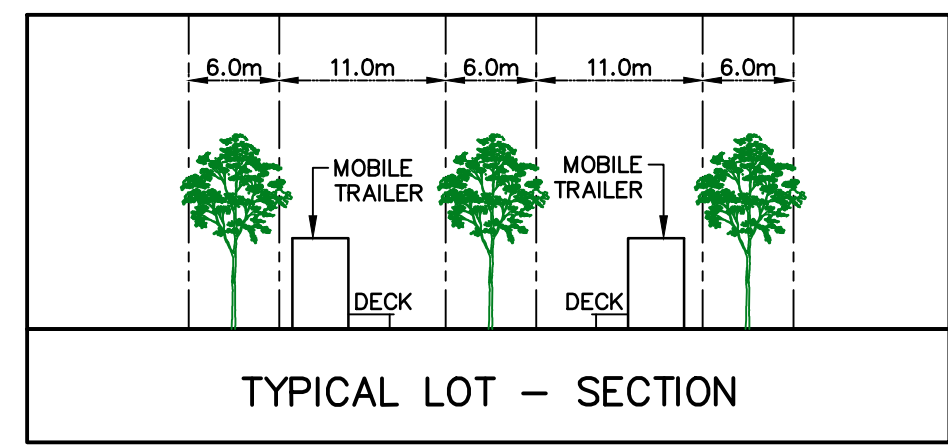 6.0m 11.0m 6.0m 11.0m 6.0m
MOBILE
TRAILER
MOBILE
TRAILER
DECK
DECK
TYPICAL LOT – SECTION